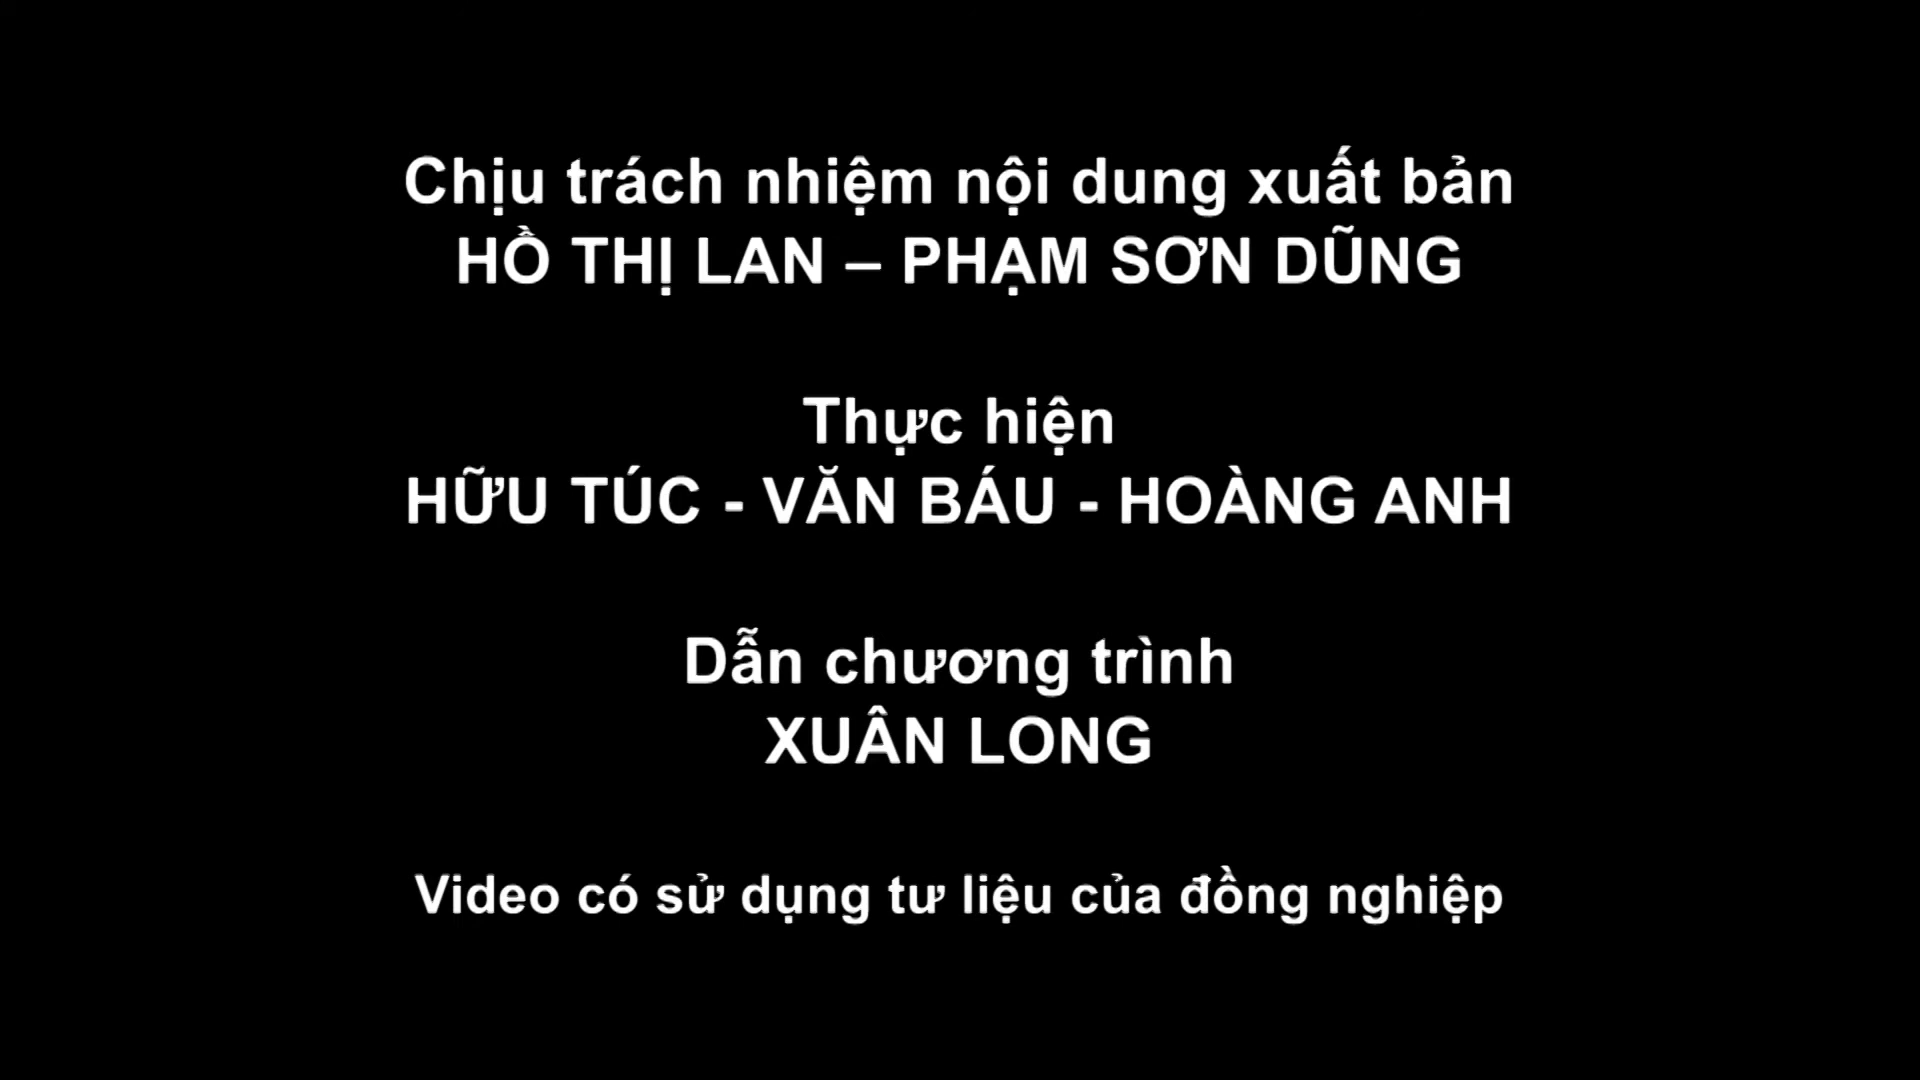 Chịu trách nhiệm nội dung xuất bản
HỒ THỊ LAN – PHẠM SƠN DŨNG
Thực hiện
HỮU TÚC - VĂN BÁU - HOÀNG ANH
Dẫn chương trình
XUÂN LONG
Video có sử dụng tư liệu của đồng nghiệp